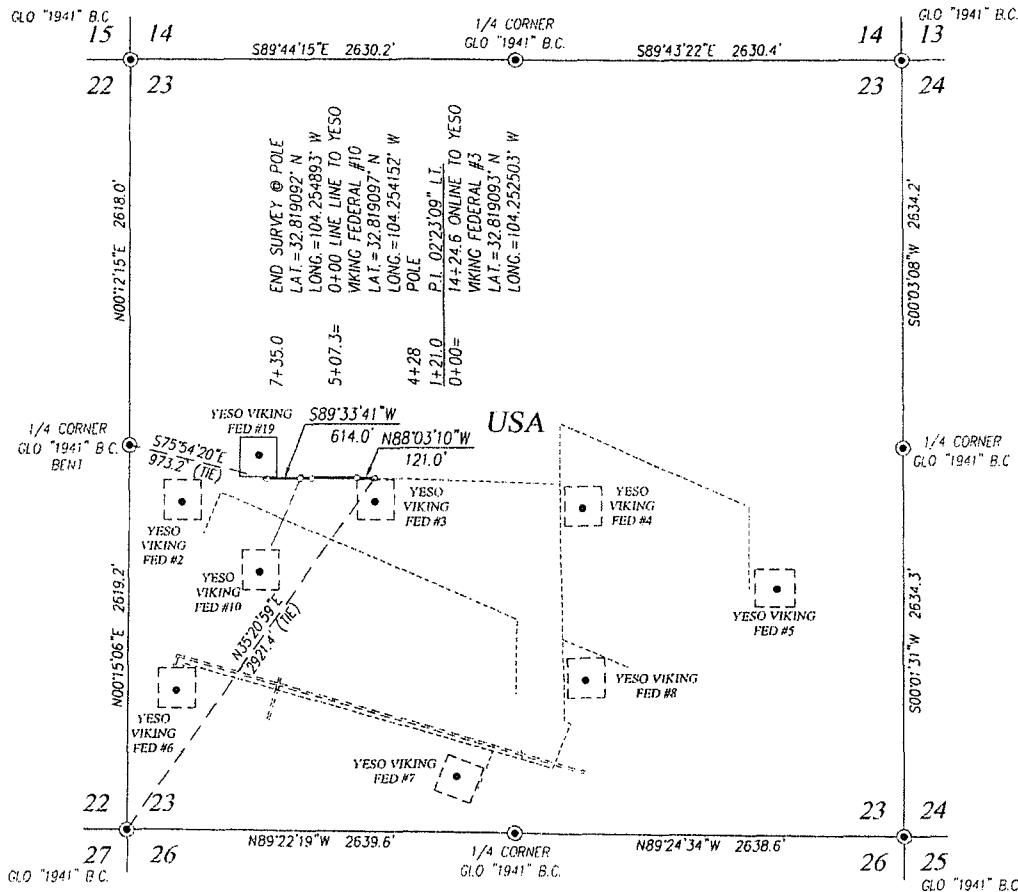 GLO "1941" B.C.
1/4 CORNER
GLO "1941" B.C.
GLO "1941" B.C.
15 14
14 13
S89°44'15"E 2630.2'
S89°43'22"E 2630.4'
22 23
23 24
N00°12'15"E 2618.0'
S00°03'08"W 2634.2'
7+35.0 END SURVEY @ POLE
LAT.=32.819092° N
LONG.=104.254893° W
5+07.3= 0+00 LINE LINE TO YESO
VIKING FEDERAL #10
LAT.=32.819097° N
LONG.=104.254152° W
4+28 POLE
1+21.0 P.I. 02°23'09" LT.
0+00= 14+24.6 ONLINE TO YESO
VIKING FEDERAL #3
LAT.=32.819093° N
LONG.=104.252503° W
YESO VIKING
FED #19
S89°33'41"W
614.0'
N88°03'10"W
121.0'
USA
1/4 CORNER
GLO "1941" B.C.
BENT
S75°54'20"E
973.2' (TIE)
1/4 CORNER
GLO "1941" B.C
YESO
VIKING
FED #2
YESO
VIKING
FED #3
YESO
VIKING
FED #4
YESO
VIKING
FED #10
YESO VIKING
FED #5
N35°20'59"E
2921.4' (TIE)
N00°15'06"E 2619.2'
S00°01'31"W 2634.3'
YESO
VIKING
FED #6
YESO VIKING
FED #8
YESO VIKING
FED #7
22 23
23 24
N89°22'19"W 2639.6'
N89°24'34" W 2638.6'
27 26
26 25
GLO "1941" B.C.
1/4 CORNER
GLO "1941" B.C.
GLO "1941" B.C.